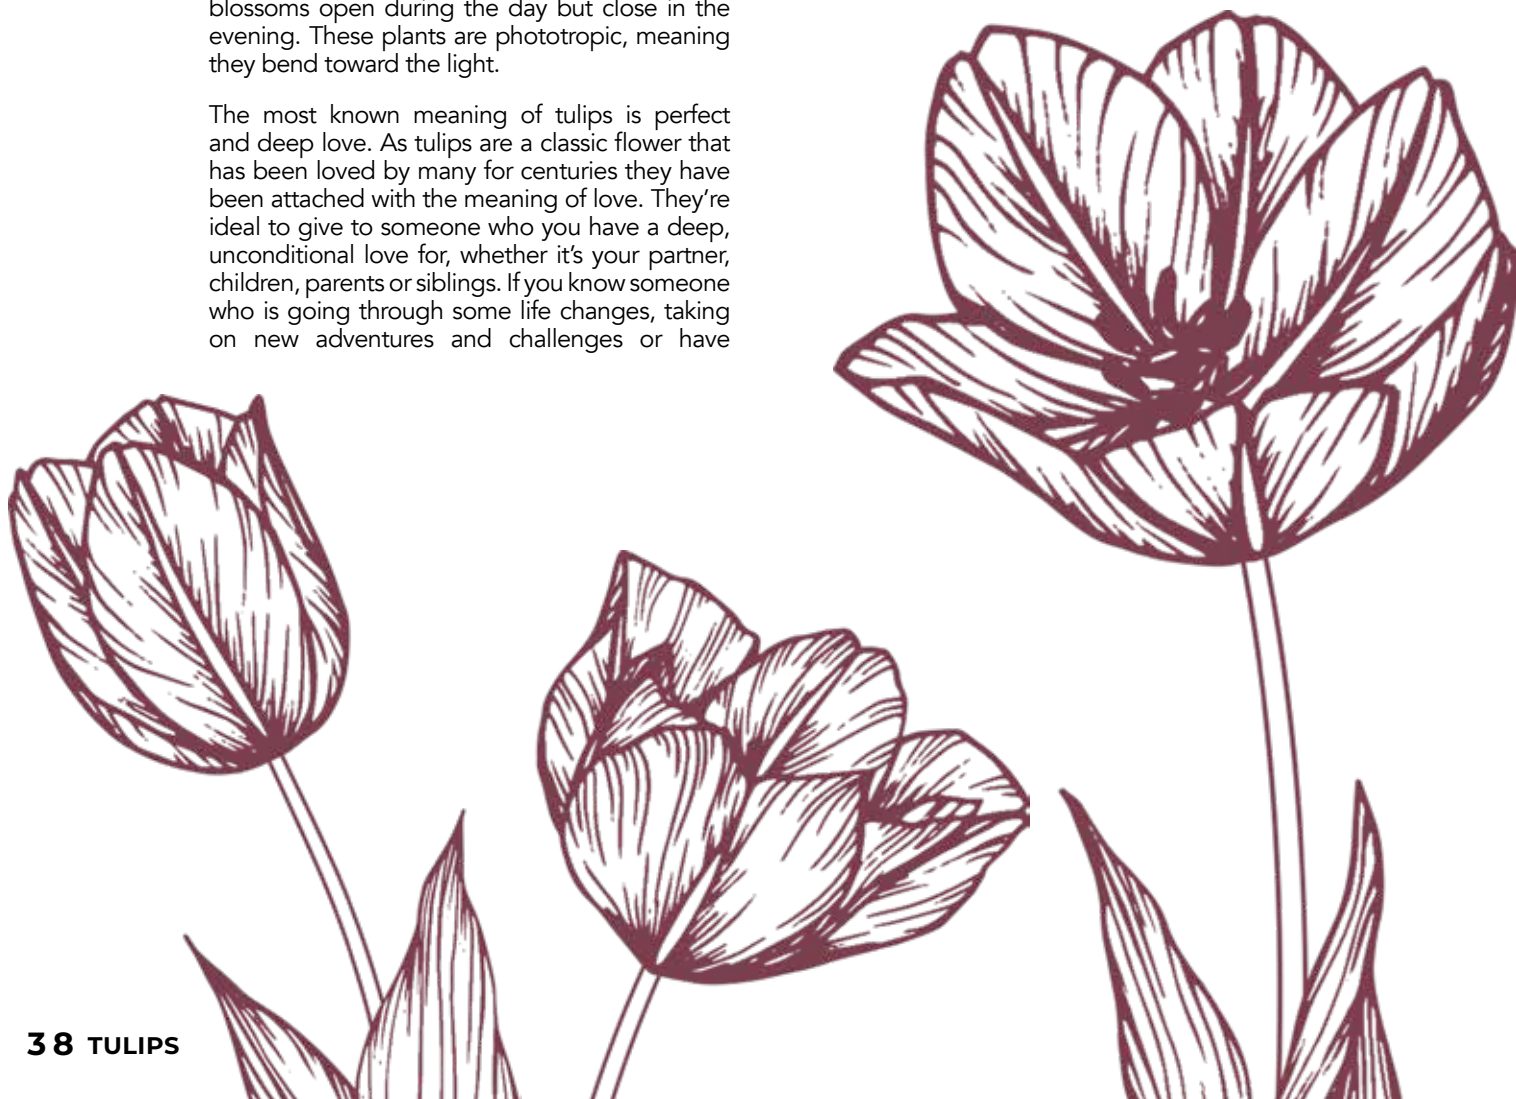 blossoms open during the day but close in the
evening. These plants are phototropic, meaning
they bend toward the light.
The most known meaning of tulips is perfect
and deep love. As tulips are a classic flower that
has been loved by many for centuries they have
been attached with the meaning of love. They’re
ideal to give to someone who you have a deep,
unconditional love for, whether it’s your partner,
children, parents or siblings. If you know someone
who is going through some life changes, taking
on new adventures and challenges or have
38 TULIPS